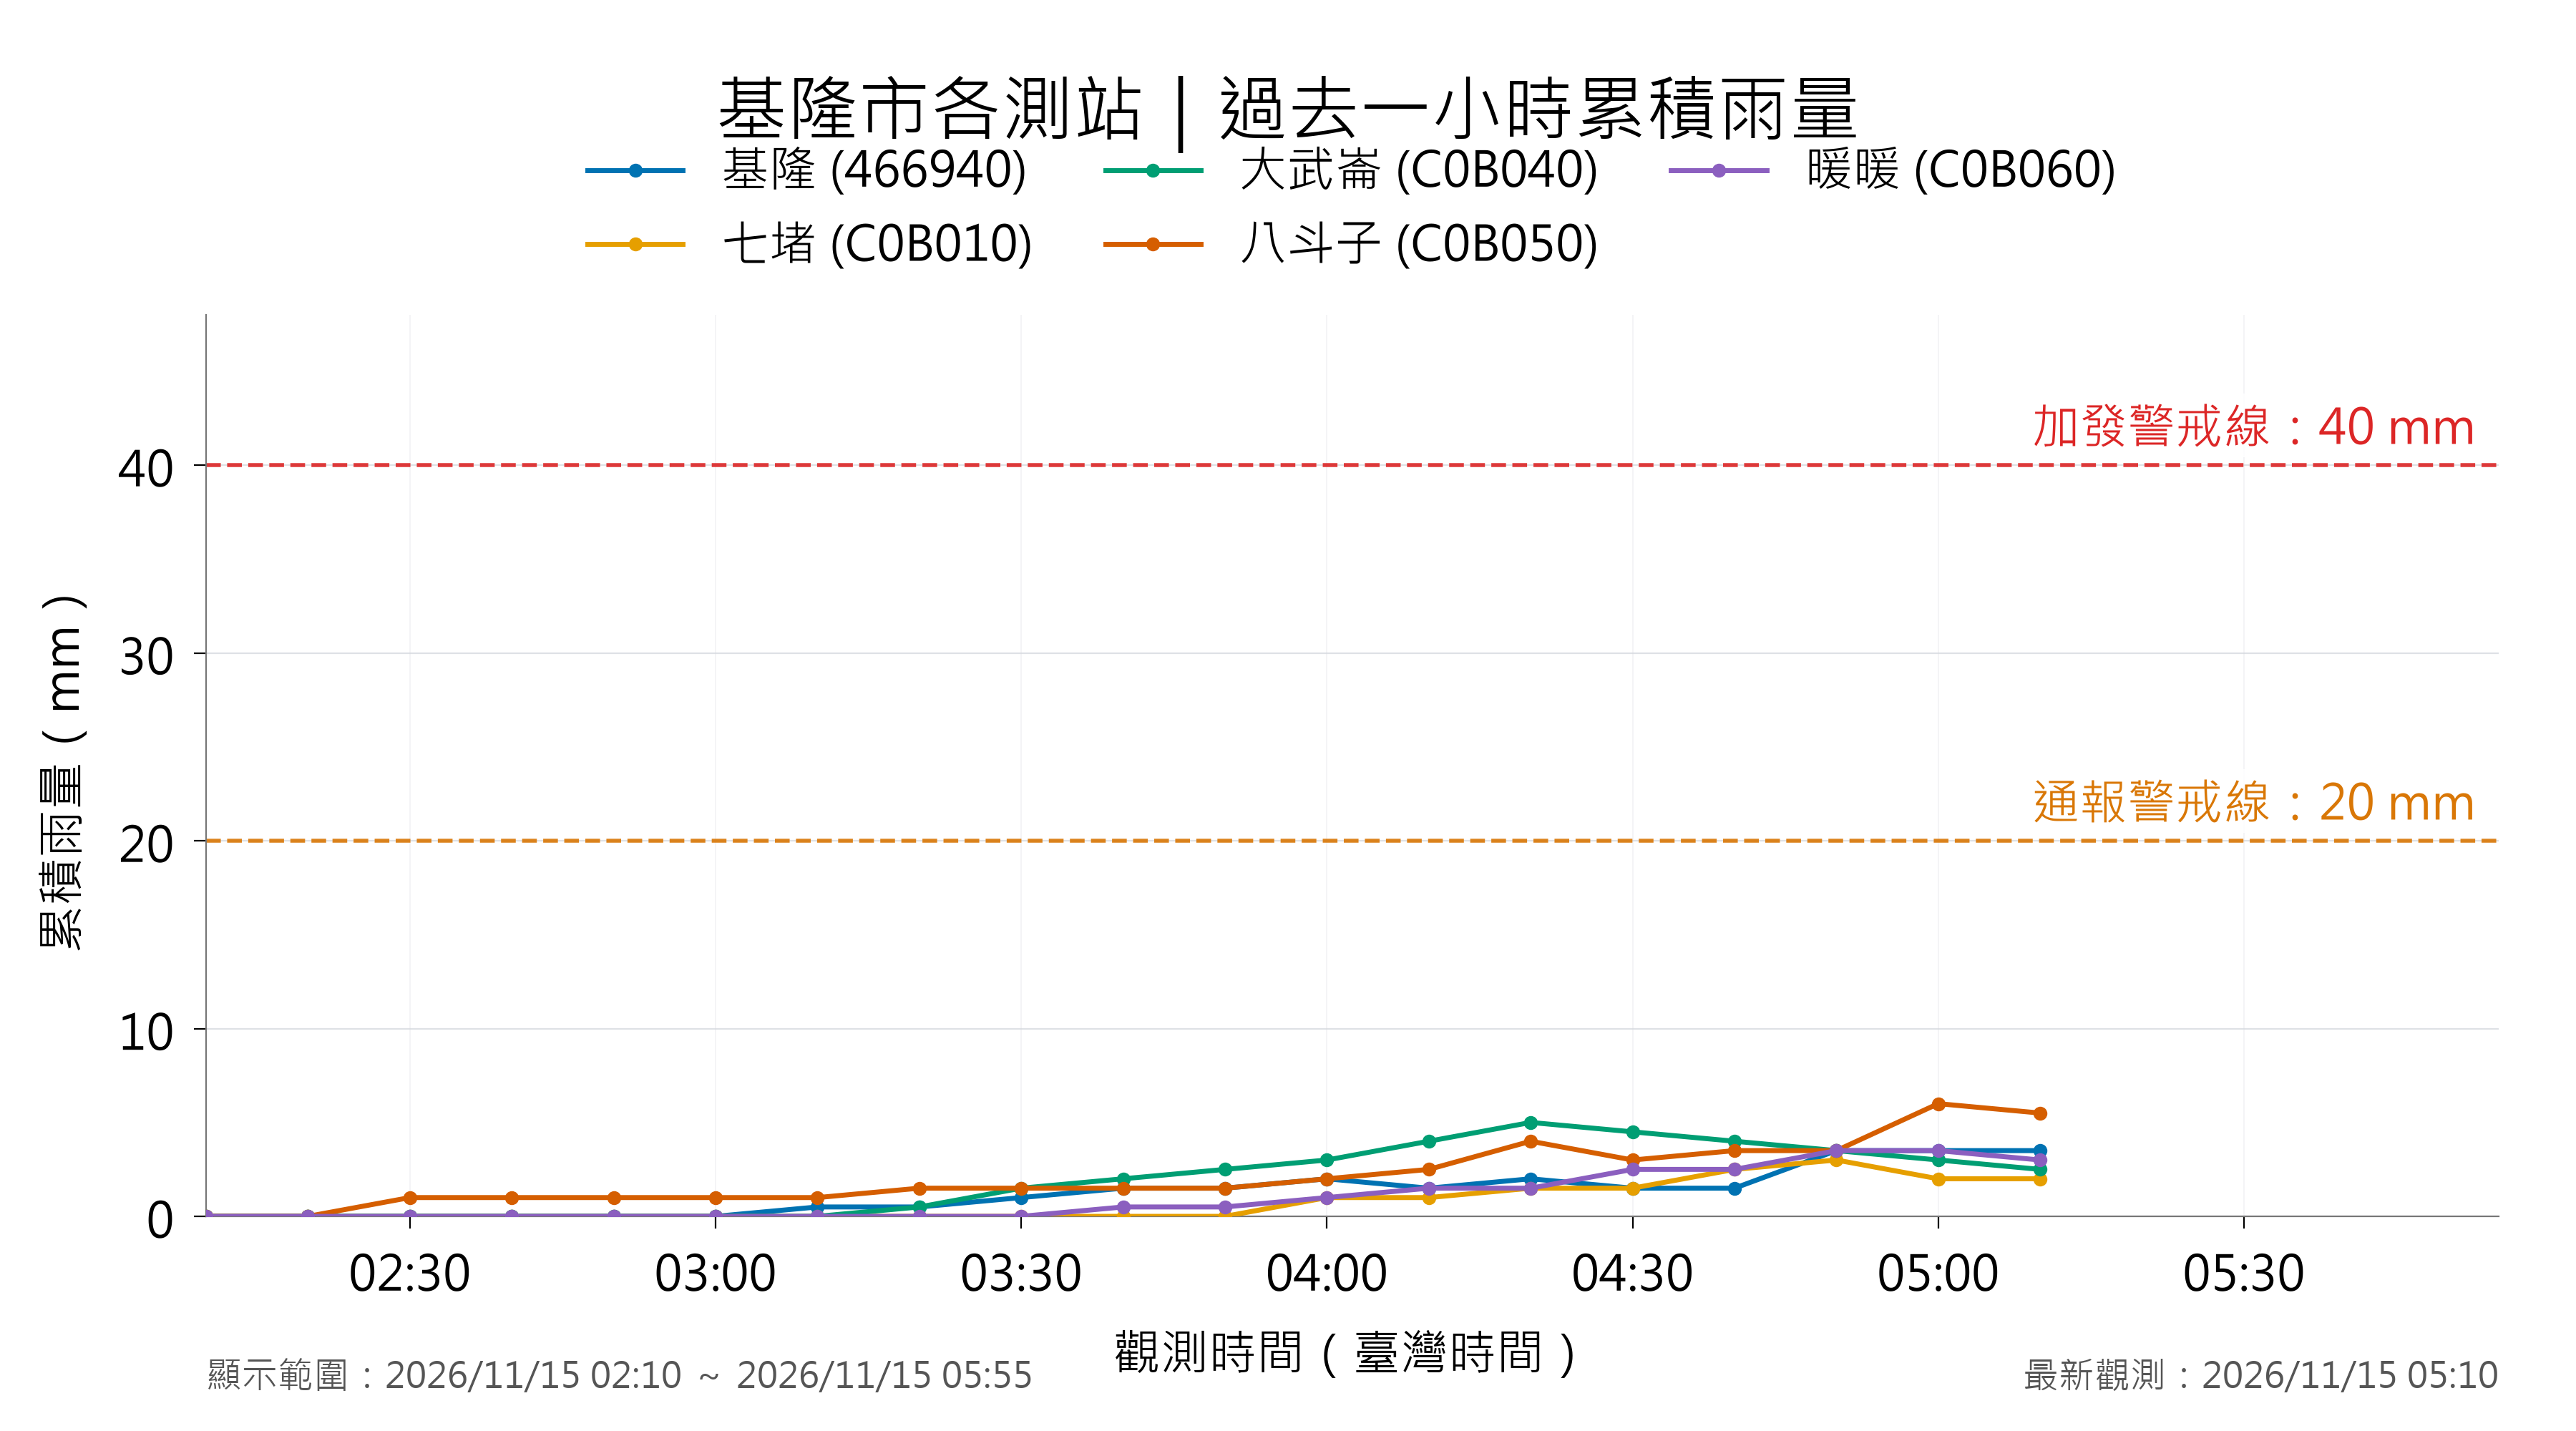 基隆市各測站｜過去一小時累積雨量
基隆 (466940)
大武崙 (C0B040)
暖暖 (C0B060)
七堵 (C0B010)
八斗子 (C0B050)
加發警戒線：40 mm
通報警戒線：20 mm
累積雨量（mm）
40
30
20
10
0
02:30
03:00
03:30
04:00
04:30
05:00
05:30
觀測時間（臺灣時間）
顯示範圍：2026/11/15 02:10 ~ 2026/11/15 05:55
最新觀測：2026/11/15 05:10